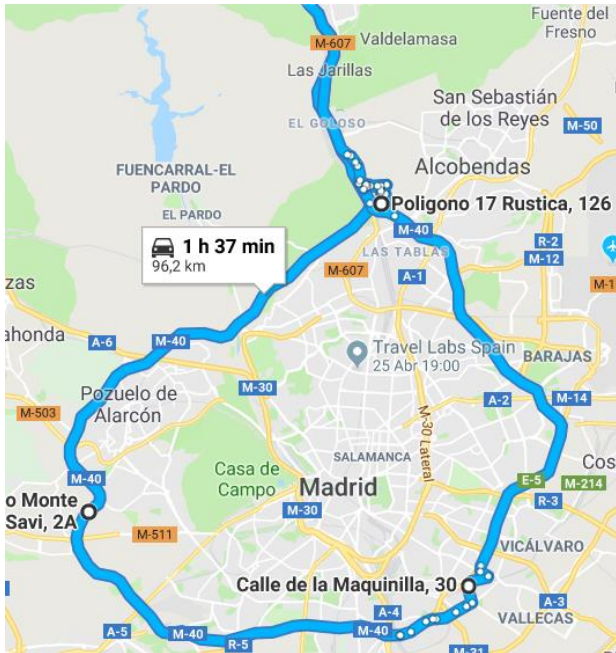 M-607
Valdelamasa
Fuente del
Fresno
Las Jarillas
EL GOLOSO
San Sebastián
de los Reyes
M-50
FUENCARRAL-EL
PARDO
Alcobendas
EL PARDO
Poligono 17 Rustica, 126
M-40
1 h 37 min
96,2 km
LAS TABLAS
R-2
M-12
M-607
A-1
M-1
zas
ahonda
A-6
M-40
Travel Labs Spain
25 Abr 19:00
BARAJAS
M-30
Pozuelo de
Alarcón
A-2
M-14
M-503
M-30 Lateral
SALAMANCA
Cos
M-40
Casa de
Campo
E-5
M-214
o Monte
Savi, 2A
Madrid
R-3
M-30
M-511
VICÁLVARO
Calle de la Maquinilla, 30
A-3
VALLECAS
A-4
A-5
M-40
R-5
M-40
M-31